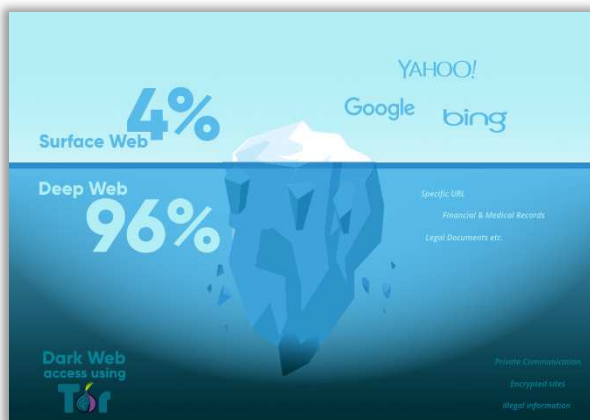 YAHOO!
4%
Google
bing
Surface Web
Deep Web
96%
Specific URL
Financial & Medical Records
Legal Documents etc.
Dark Web
access using
Tor
Private Communication
Encrypted sites
illegal information